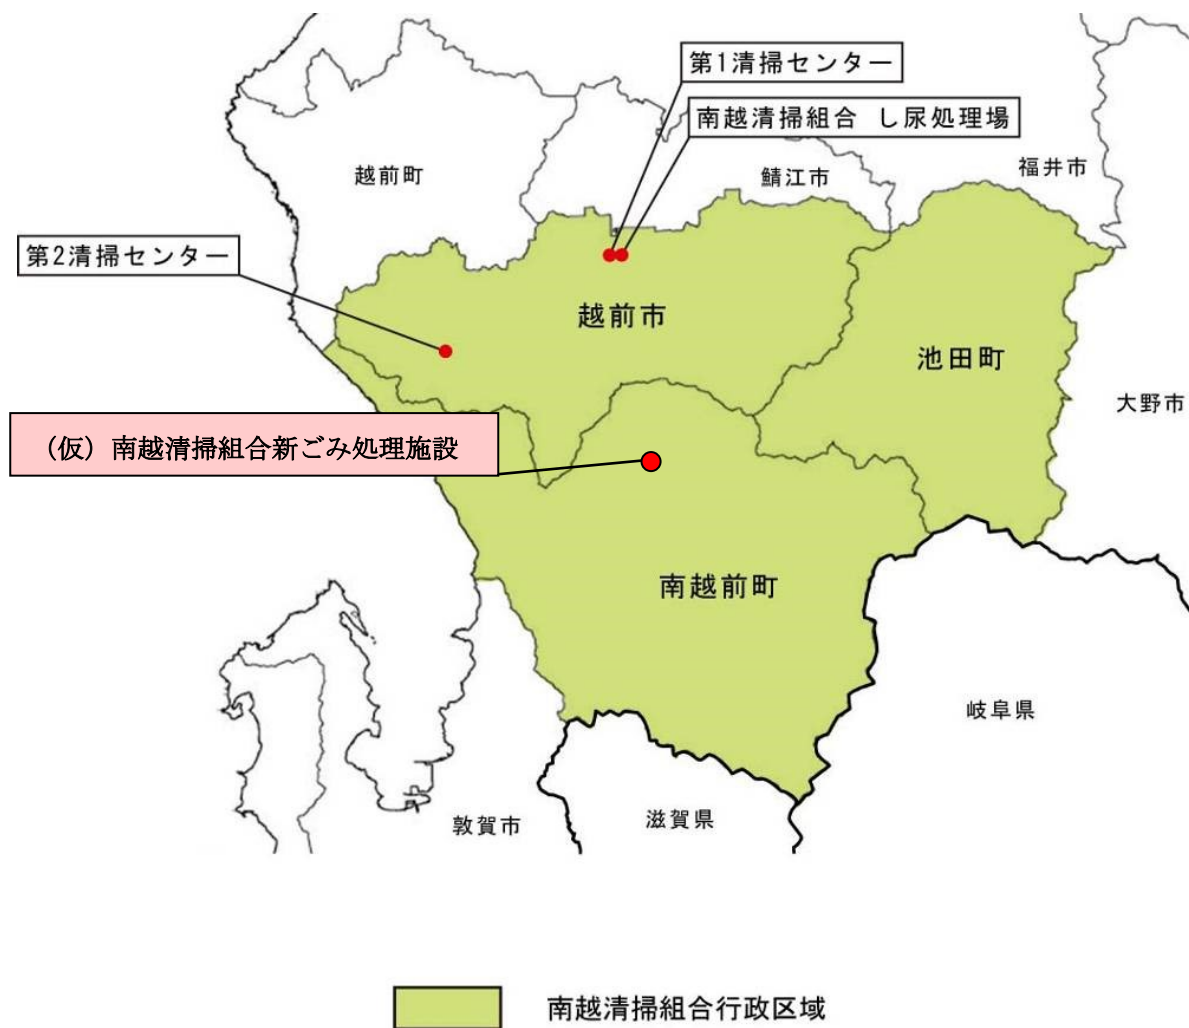 第1清掃センター
南越清掃組合 し尿処理場
福井市
越前町
鯖江市
第2清掃センター
越前市
池田町
大野市
（仮）南越清掃組合新ごみ処理施設
南越前町
岐阜県
滋賀県
敦賀市
南越清掃組合行政区域